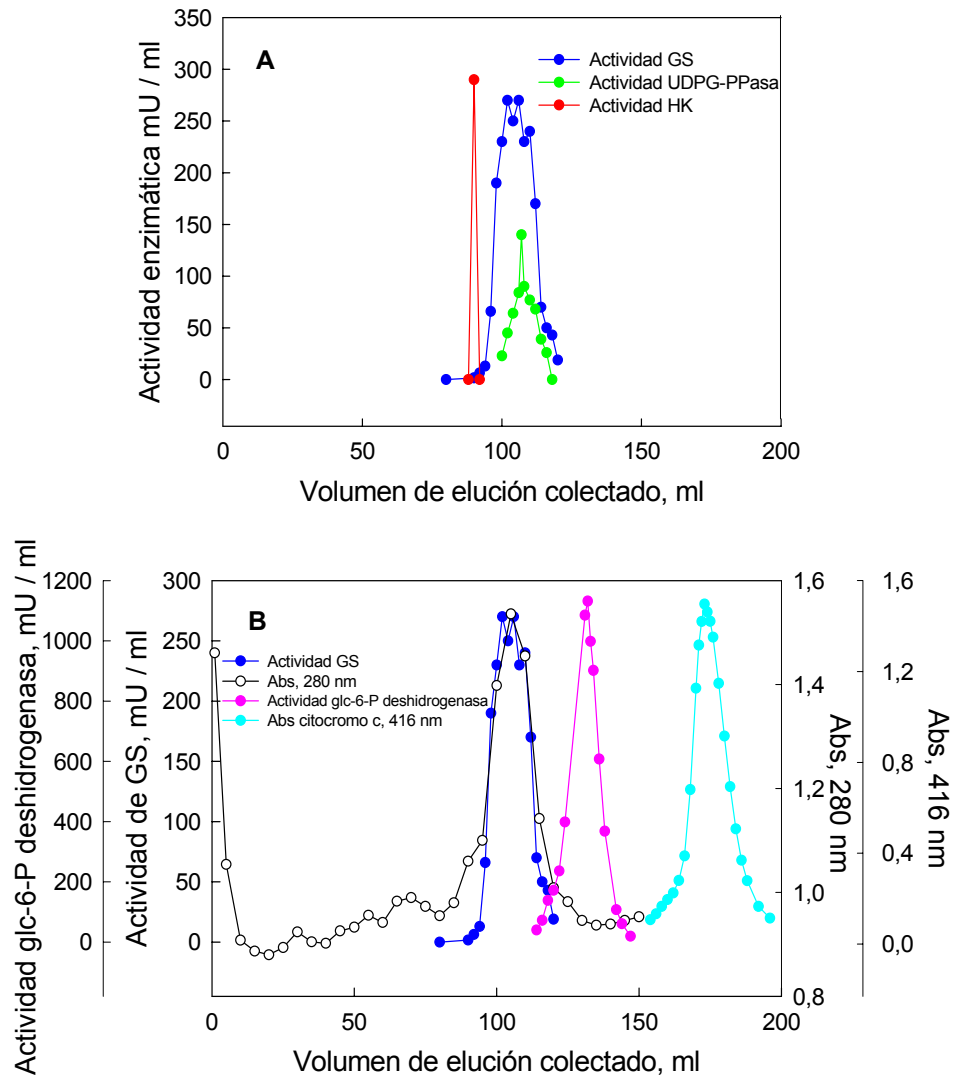 A
Actividad GS
Actividad UDPG-PPasa
Actividad HK
Actividad enzimática mU / ml
350
300
250
200
150
100
50
0
0
50
100
150
200
Volumen de elución colectado, ml
B
Actividad GS
Abs, 280 nm
Actividad glc-6-P deshidrogenasa
Abs citocromo c, 416 nm
Actividad glc-6-P deshidrogenasa, mU / ml
1200
1000
800
600
400
200
0
Actividad de GS, mU / ml
300
250
200
150
100
50
0
1,6
1,4
1,2
1,0
0,8
Abs, 280 nm
1,6
1,2
0,8
0,4
0,0
Abs, 416 nm
0
50
100
150
200
Volumen de elución colectado, ml